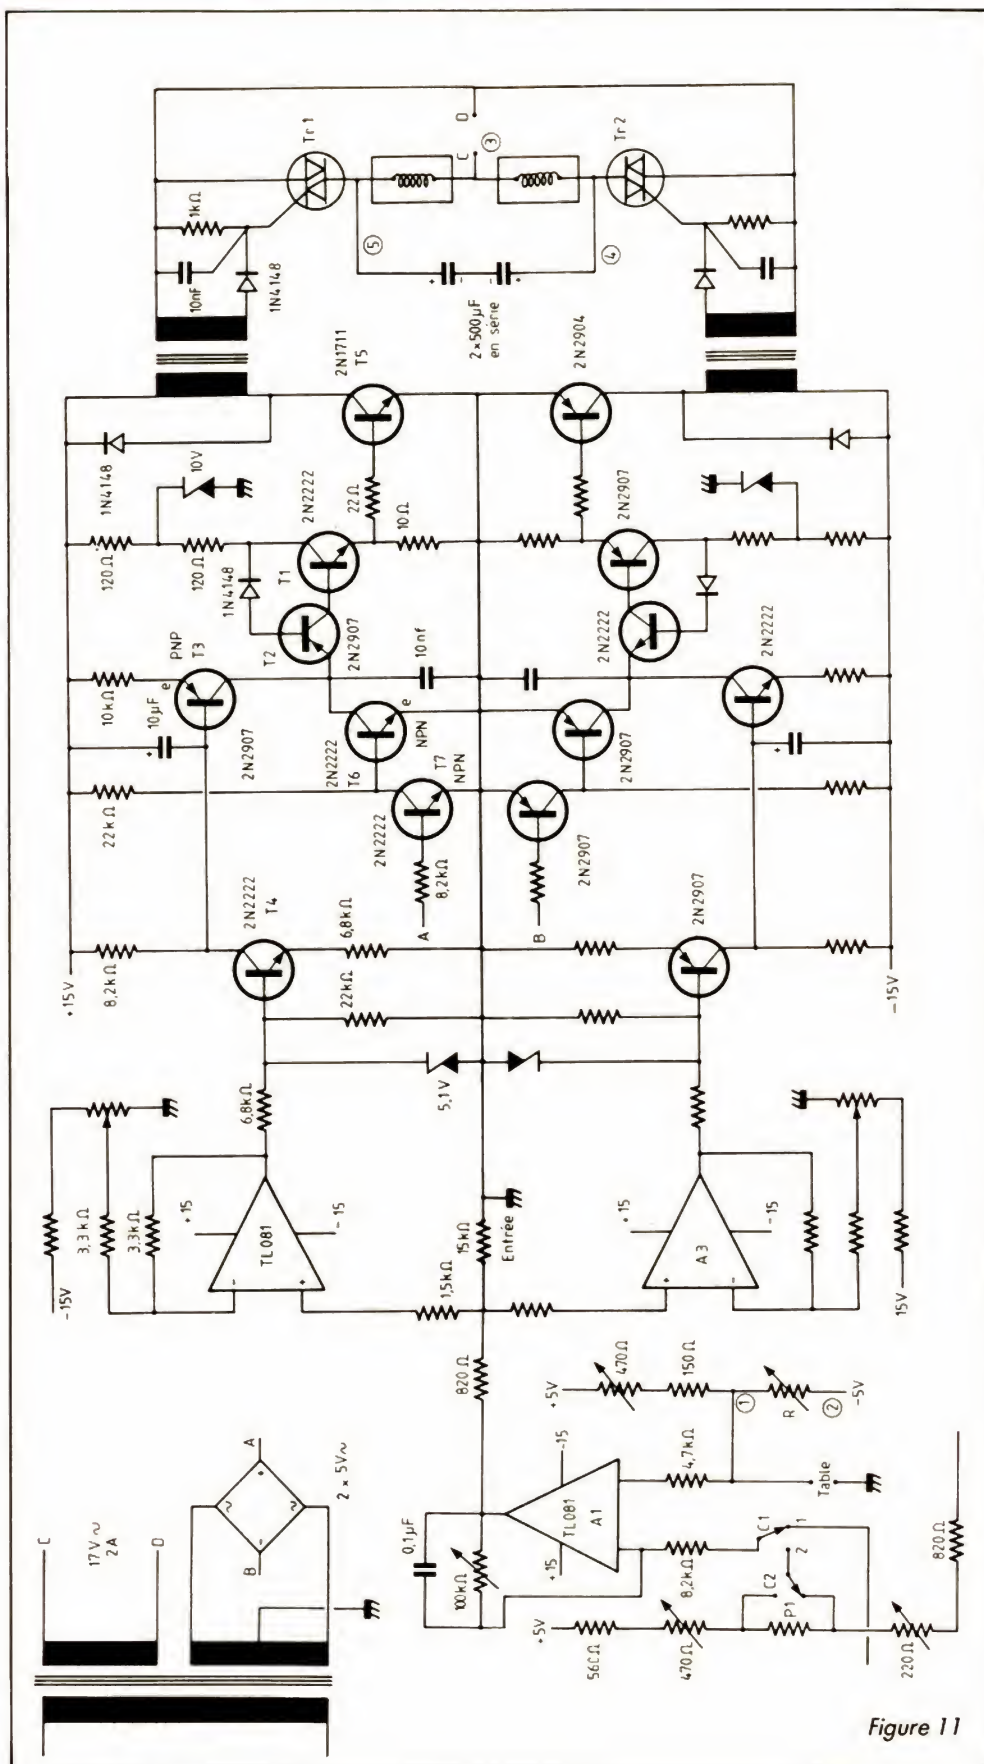 Tr 1
1kΩ
10nF
1N4148
5
C
3
D
Tr 2
4
2×500µF
en série
2N1711
T5
2N2904
1N4148
10V
120Ω
120Ω
1N4148
2N2222
T1
22Ω
10Ω
2N2907
T2
2N2907
2N2222
PNP
T3
e
10kΩ
10µF
2N2907
10nf
2N2222
22kΩ
2N2222
T6
NPN
e
T7
NPN
2N2222
8,2kΩ
A
B
2N2907
2N2907
+15V
8,2kΩ
2N2222
T4
6,8kΩ
22kΩ
2N2907
-15V
5,1V
6,8kΩ
-15V
3,3kΩ
3,3kΩ
+15
TL081
-15
1,5kΩ
15kΩ
Entrée
+15
A3
-15
15V
820Ω
C
17V~
2A
D
A
B
2×5V~
0,1µF
100kΩ
+15
TL081
A1
-15
+5V
470Ω
150Ω
1
R
2
-5V
4,7kΩ
Table
8,2kΩ
C1
1
2
C2
P1
+5V
560Ω
470Ω
220Ω
820Ω
Figure 11